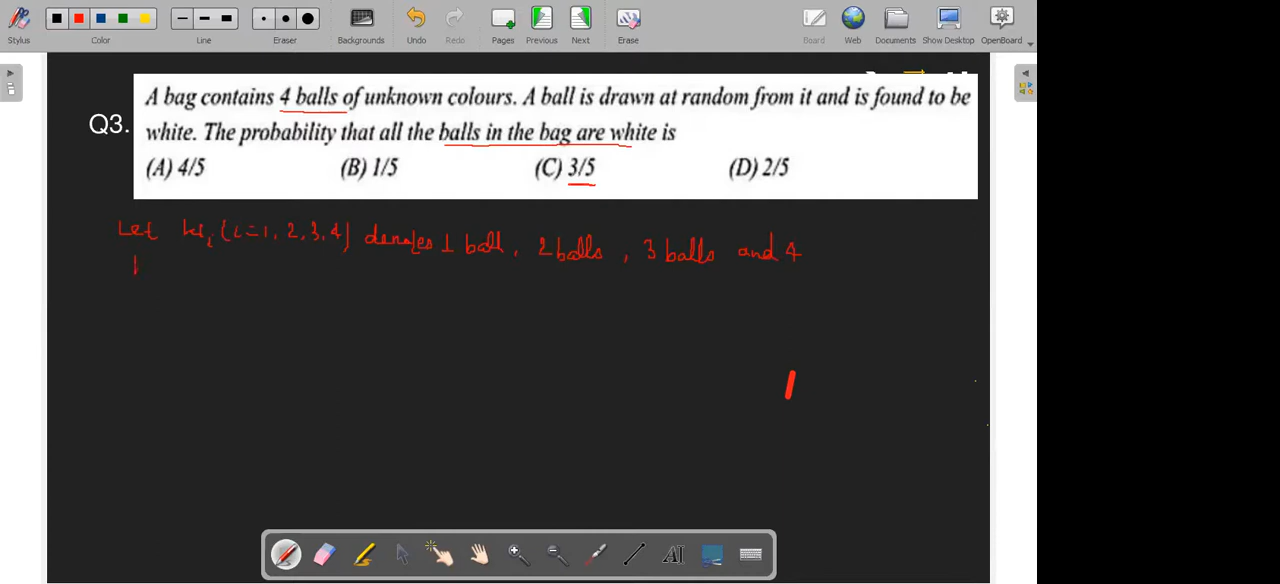 Stylus Color Line Eraser Backgrounds Undo Redo Pages Previous Next Erase Board Web Documents Show Desktop OpenBoard
Q3.
A bag contains 4 balls of unknown colours. A ball is drawn at random from it and is found to be
white. The probability that all the balls in the bag are white is
(A) 4/5 (B) 1/5 (C) 3/5 (D) 2/5
Let (i=1, 2, 3, 4) denotes 1 ball, 2 balls, 3 balls and 4
AI